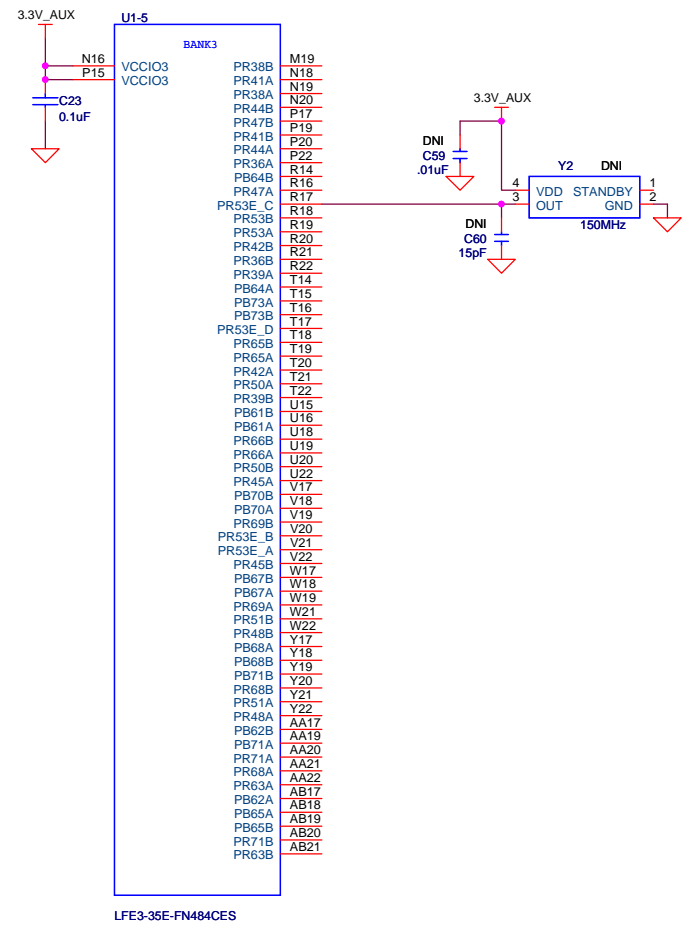 3.3V_AUX
U1-5
BANK3
N16 VCCIO3
P15 VCCIO3
C23
0.1uF
PR38B M19
PR41A N18
PR38A N19
PR44B N20
PR47B P17
PR41B P19
PR44A P20
PR36A P22
PB64B R14
PR47A R16
PR53E_C R17
PR53B R18
PR53A R19
PR42B R20
PR36B R21
PR39A R22
PB64A T14
PB73A T15
PB73B T16
PR53E_D T17
PR65B T18
PR65A T19
PR42A T20
PR50A T21
PR39B T22
PB61B U15
PB61A U16
PR66B U18
PR66A U19
PR50B U20
PR45A U22
PB70B V17
PB70A V18
PR69B V19
PR53E_B V20
PR53E_A V21
PR45B V22
PB67B W17
PB67A W18
PR69A W19
PR51B W21
PR48B W22
PB68A Y17
PB68B Y18
PB71B Y19
PR68B Y20
PR51A Y21
PR48A Y22
PB62B AA17
PB71A AA19
PR71A AA20
PR68A AA21
PR63A AA22
PB62A AB17
PB65A AB18
PB65B AB19
PR71B AB20
PR63B AB21
LFE3-35E-FN484CES
3.3V_AUX
DNI
C59
.01uF
Y2 DNI
4 VDD STANDBY 1
3 OUT GND 2
150MHz
DNI
C60
15pF